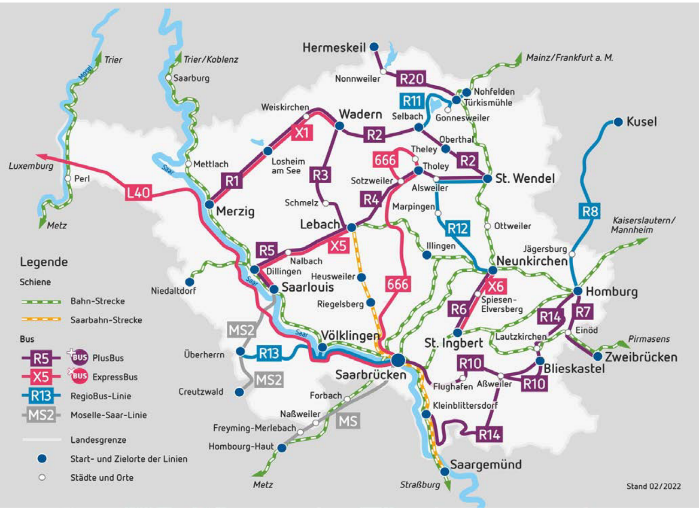 Trier
Mosel
Trier/Koblenz
Saarburg
Hermeskeil
Nonnweiler
R20
Mainz/Frankfurt a. M.
Nohfelden
Türkismühle
R11
Gonnesweiler
Selbach
Weiskirchen
Wadern
X1
R2
Oberthal
Kusel
Losheim
am See
R1
R3
666
Theley
Tholey
R2
Saar
Mettlach
Luxemburg
Perl
L40
Merzig
Sotzweiler
R4
Alsweiler
St. Wendel
Schmelz
Marpingen
R8
Metz
Lebach
R12
Ottweiler
Kaiserslautern/
Mannheim
R5
X5
Nalbach
Dillingen
Illingen
Jägersburg
Neunkirchen
Legende
Schiene
Bahn-Strecke
Saarbahn-Strecke
Bus
R5
+
BUS
PlusBus
X5
BUS
ExpressBus
R13
RegioBus-Linie
MS2
Moselle-Saar-Linie
Landesgrenze
Start- und Zielorte der Linien
Städte und Orte
Niedaltdorf
Saar
Saarlouis
Heusweiler
666
X6
Spiesen-
Elversberg
R6
Homburg
Riegelsberg
R14
R7
MS2
Saar
Völklingen
St. Ingbert
Lautzkirchen
Einöd
Pirmasens
Überherrn
R13
Zweibrücken
Blieskastel
MS2
Saarbrücken
R10
Aßweiler
R10
Creutzwald
Flughafen
Forbach
Kleinblittersdorf
Naßweiler
MS
Freyming-Merlebach
R14
Hombourg-Haut
Saargemünd
Metz
Straßburg
Stand 02/2022